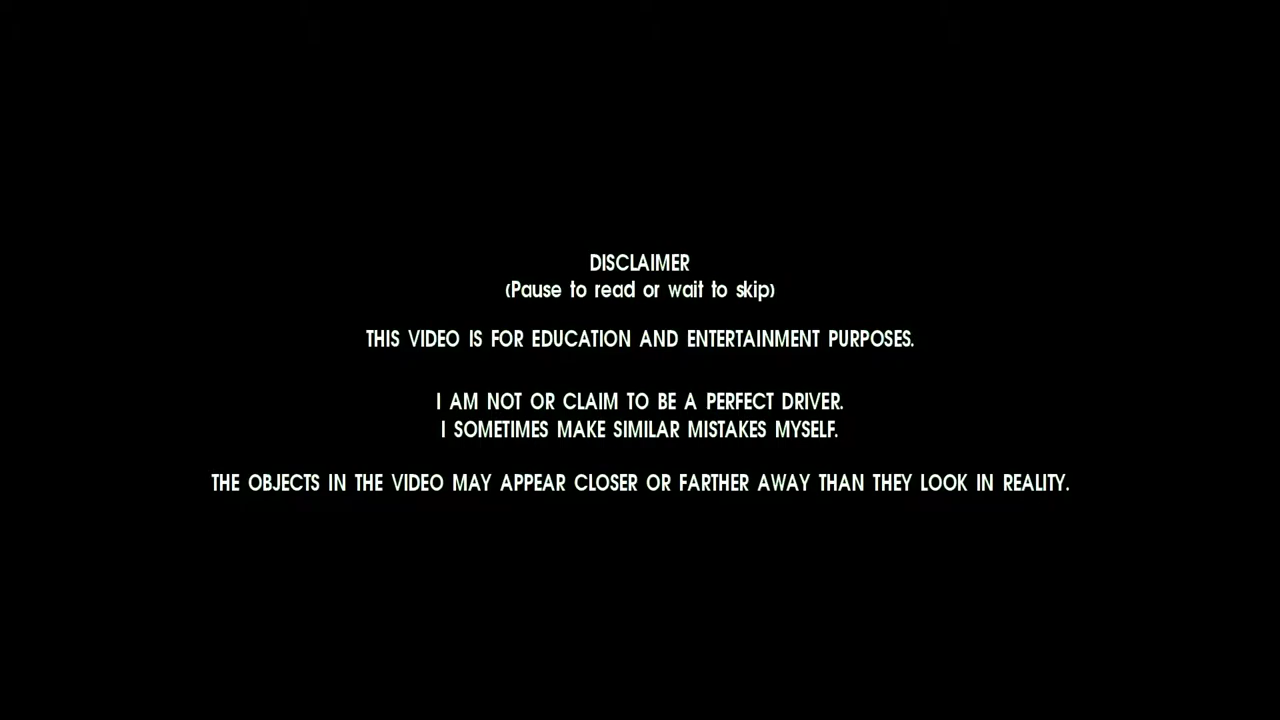 DISCLAIMER
(Pause to read or wait to skip)
THIS VIDEO IS FOR EDUCATION AND ENTERTAINMENT PURPOSES.
I AM NOT OR CLAIM TO BE A PERFECT DRIVER.
I SOMETIMES MAKE SIMILAR MISTAKES MYSELF.
THE OBJECTS IN THE VIDEO MAY APPEAR CLOSER OR FARTHER AWAY THAN THEY LOOK IN REALITY.